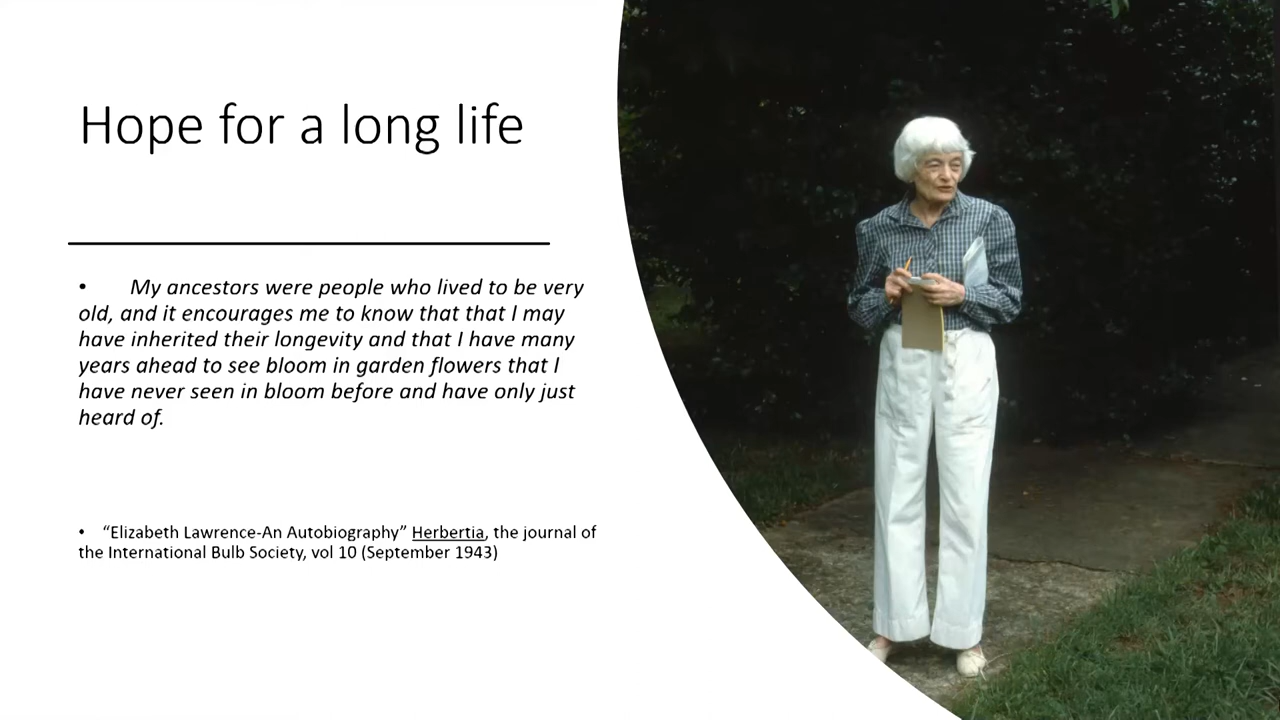 Hope for a long life
• My ancestors were people who lived to be very
old, and it encourages me to know that that I may
have inherited their longevity and that I have many
years ahead to see bloom in garden flowers that I
have never seen in bloom before and have only just
heard of.
• “Elizabeth Lawrence-An Autobiography” Herbertia, the journal of
the International Bulb Society, vol 10 (September 1943)